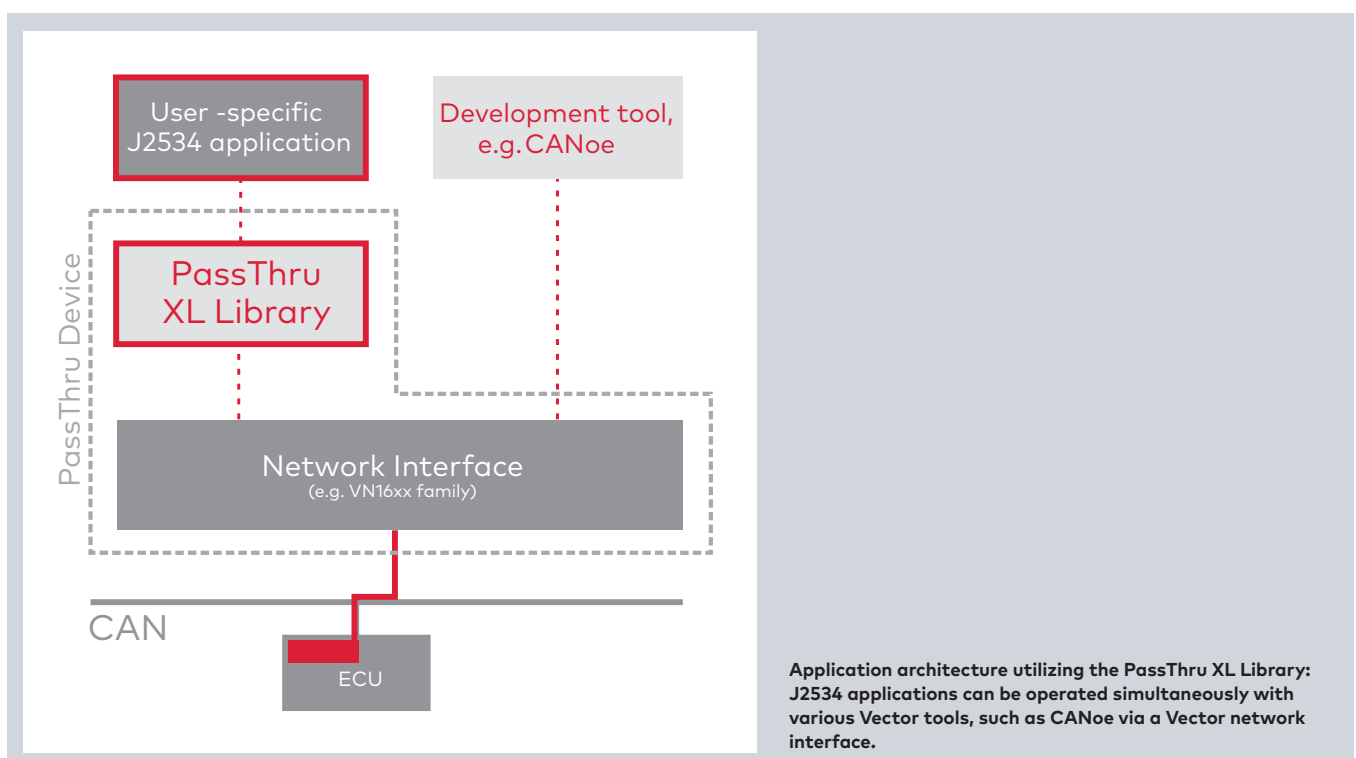 User -specific
J2534 application
Development tool,
e.g. CANoe
PassThru Device
PassThru
XL Library
Network Interface
(e.g. VN16xx family)
CAN
ECU
Application architecture utilizing the PassThru XL Library:
J2534 applications can be operated simultaneously with
various Vector tools, such as CANoe via a Vector network
interface.